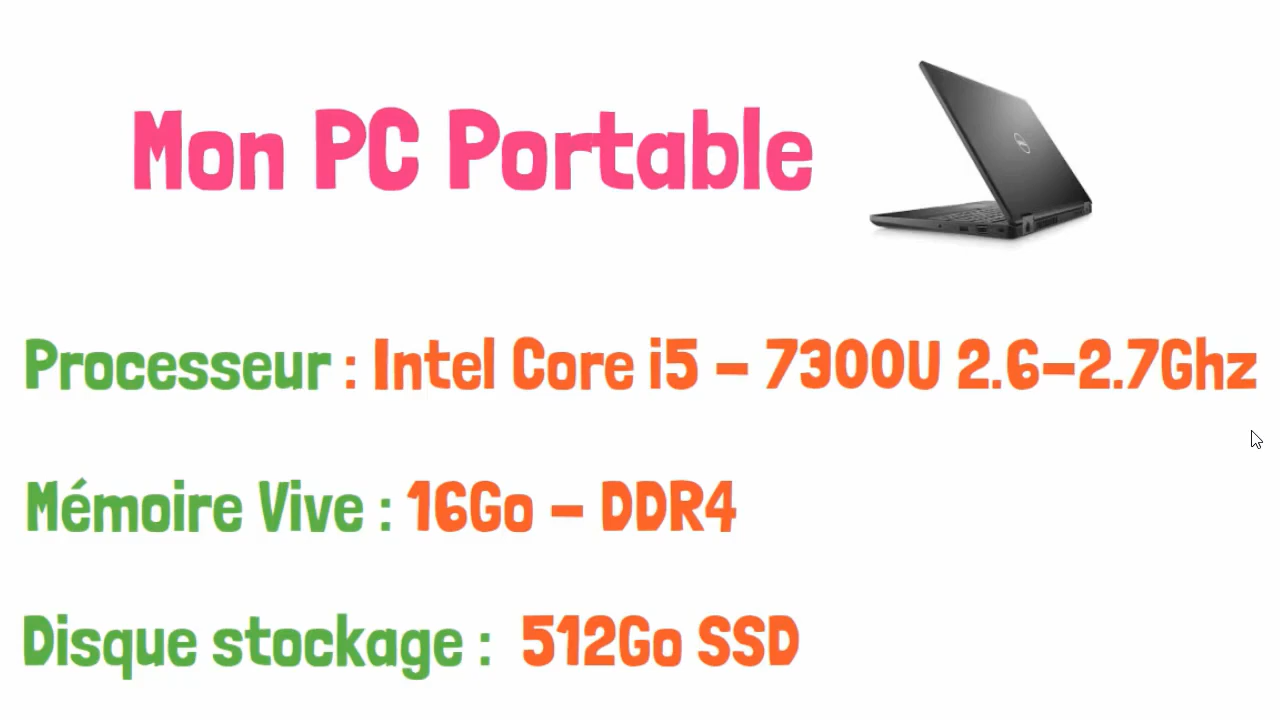 Mon PC Portable
Processeur : Intel Core i5 - 7300U 2.6-2.7Ghz
Mémoire Vive : 16Go - DDR4
Disque stockage : 512Go SSD